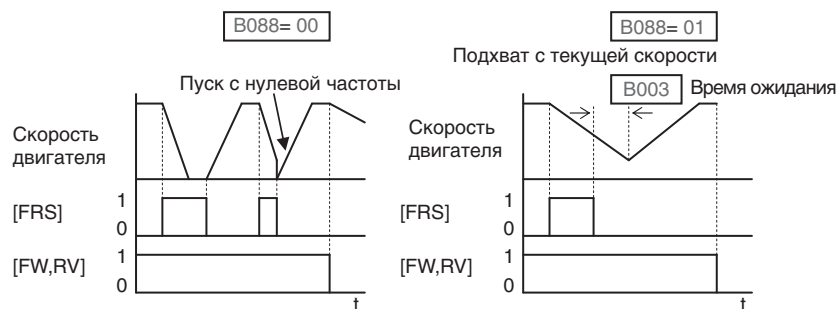 B088= 00
Пуск с нулевой частоты
Скорость
двигателя
[FRS]
1
0
[FW,RV]
1
0
t
B088= 01
Подхват с текущей скорости
B003
Время ожидания
Скорость
двигателя
[FRS]
1
0
[FW,RV]
1
0
t